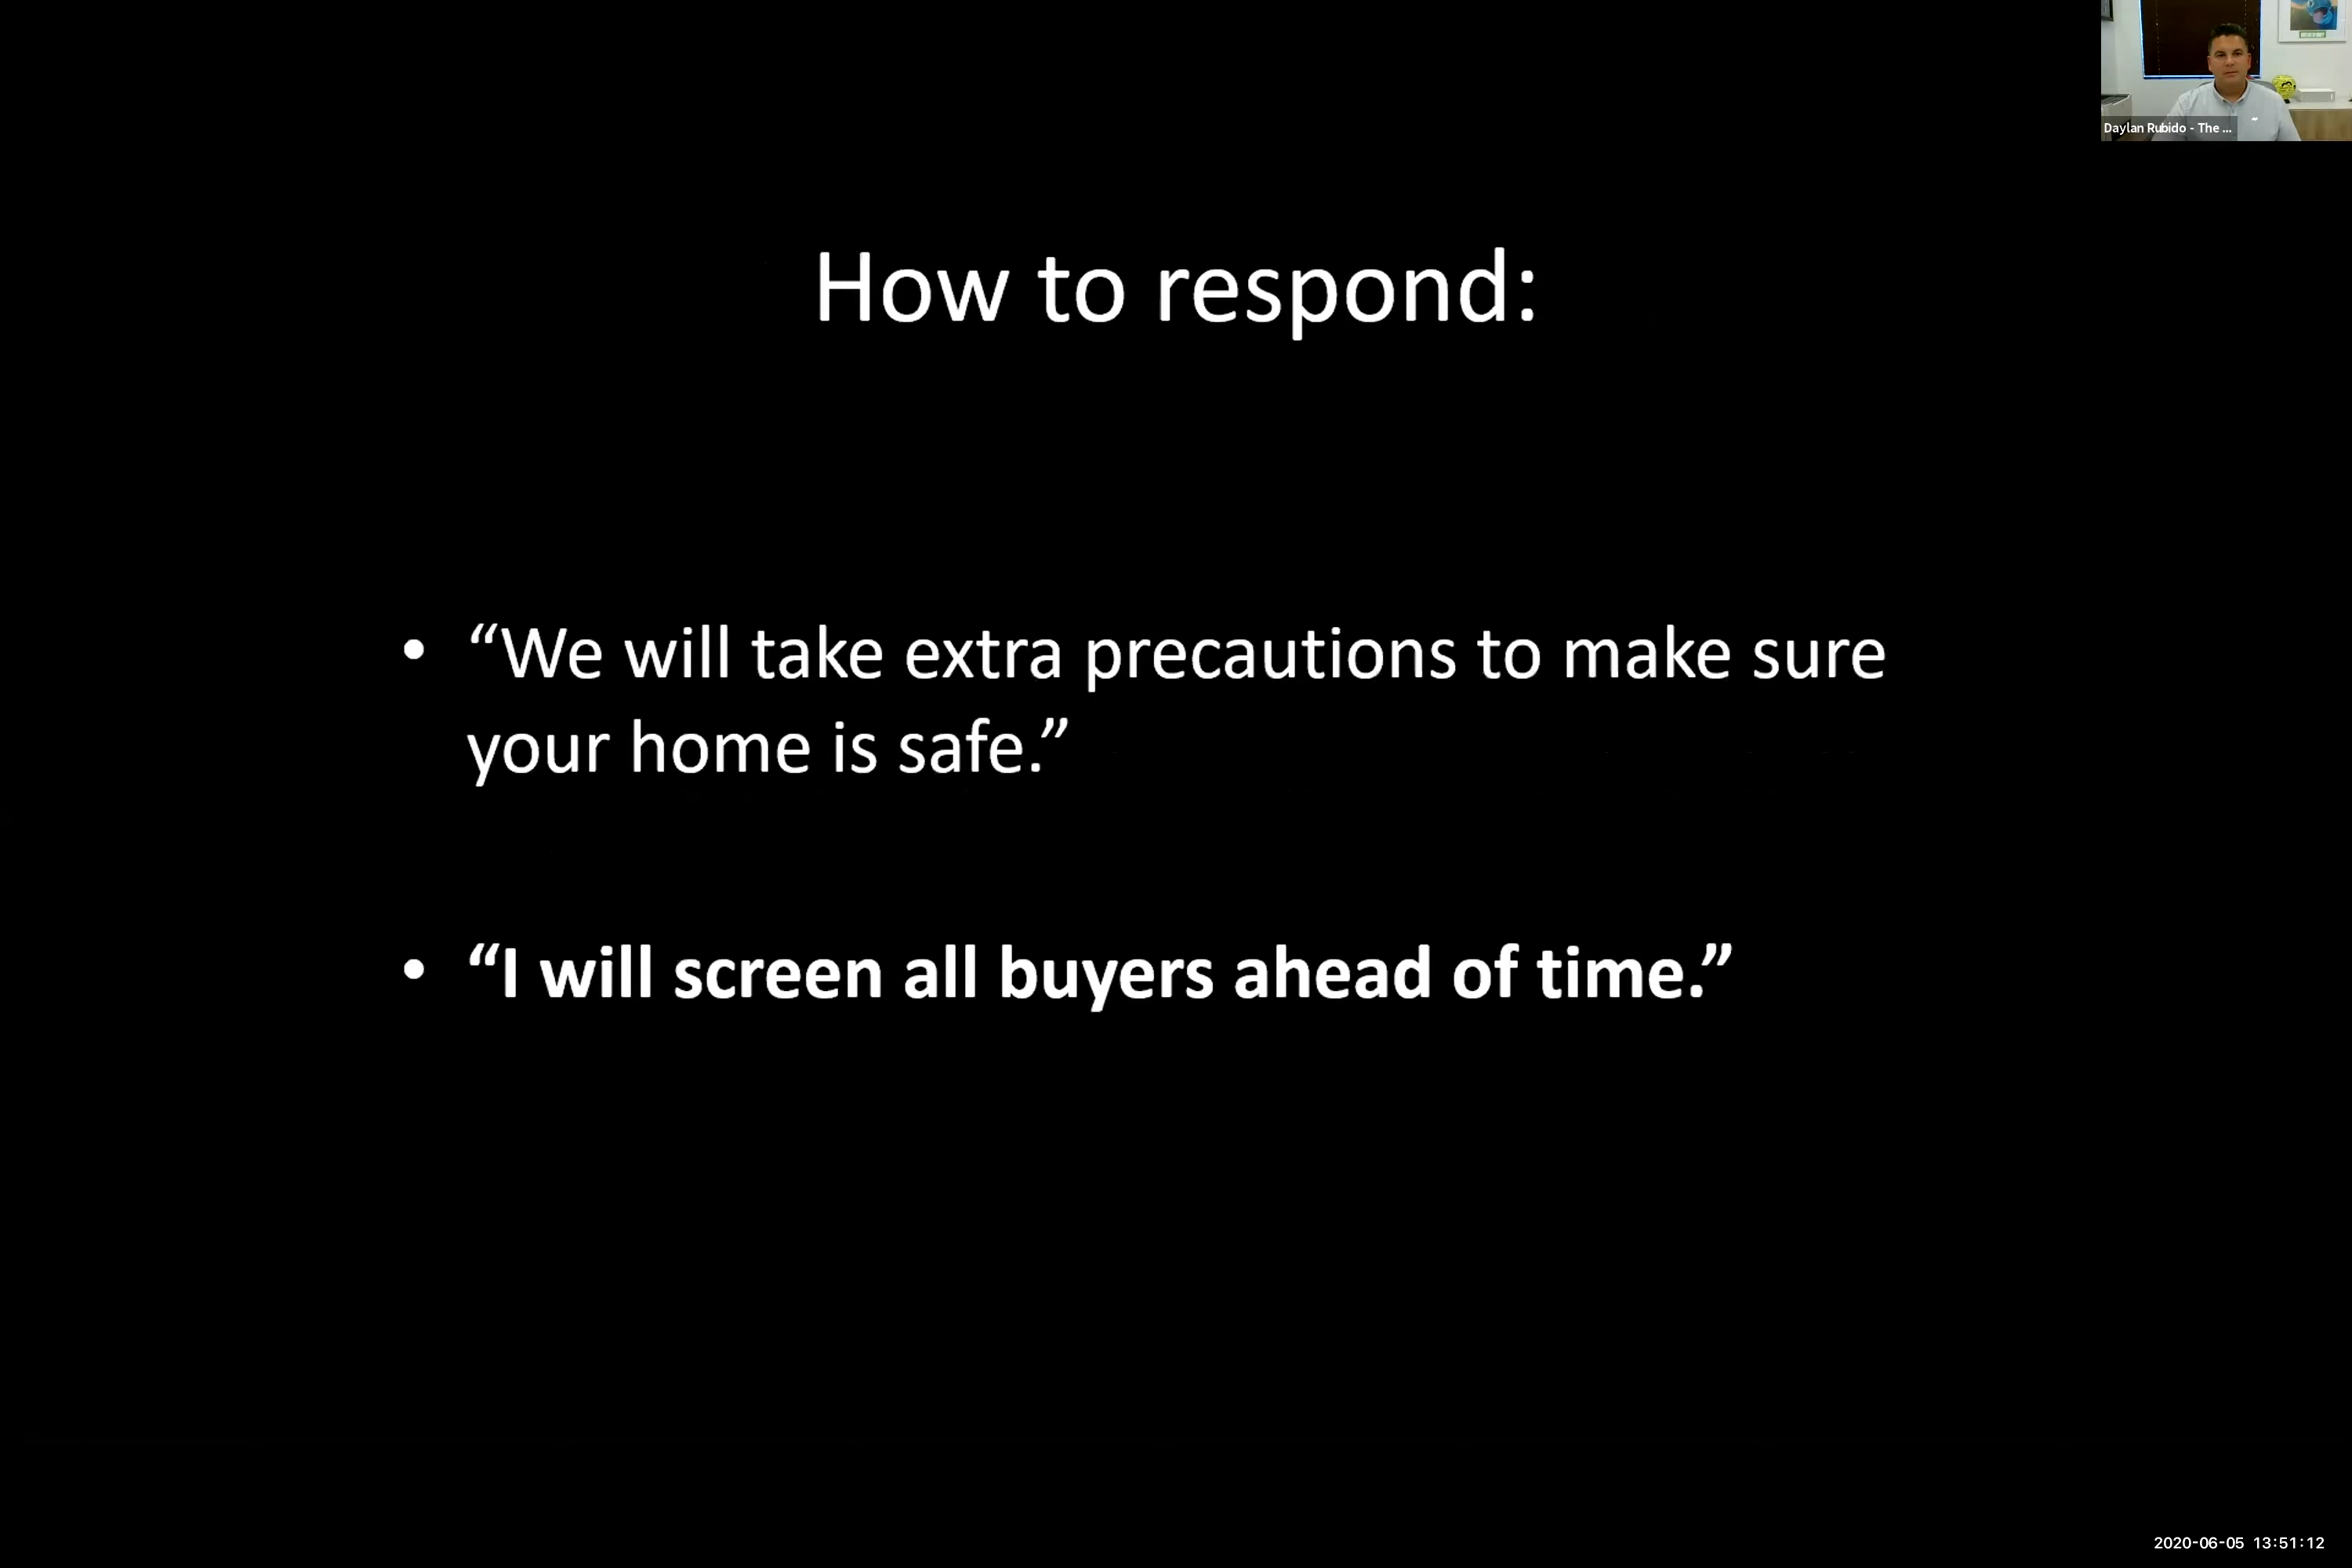 Daylan Rubido - The ...
How to respond:
• “We will take extra precautions to make sure
your home is safe.”
• “I will screen all buyers ahead of time.”
2020-06-05 13:51:12